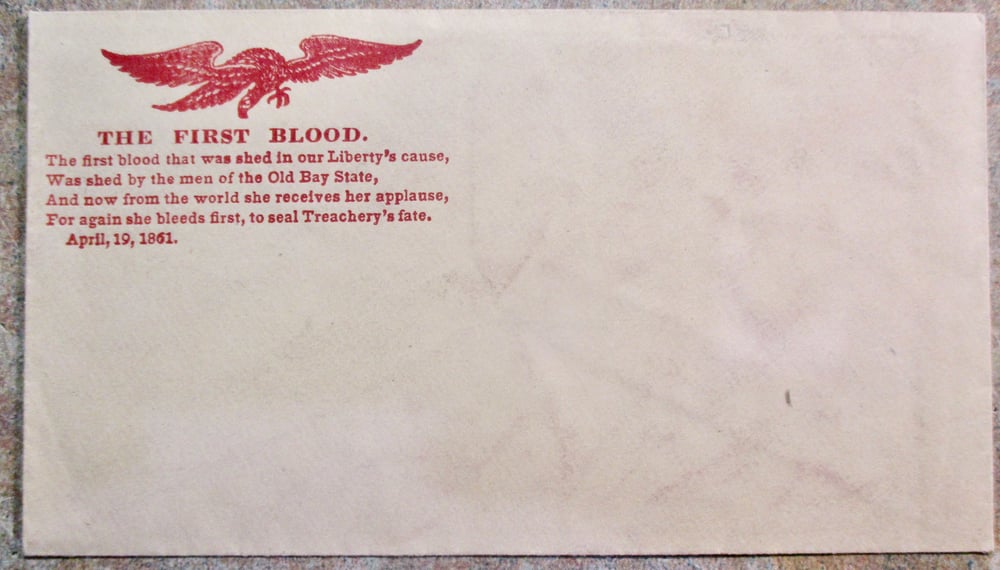 THE FIRST BLOOD.
The first blood that was shed in our Liberty's cause,
Was shed by the men of the Old Bay State,
And now from the world she receives her applause,
For again she bleeds first, to seal Treachery's fate.
April, 19, 1861.